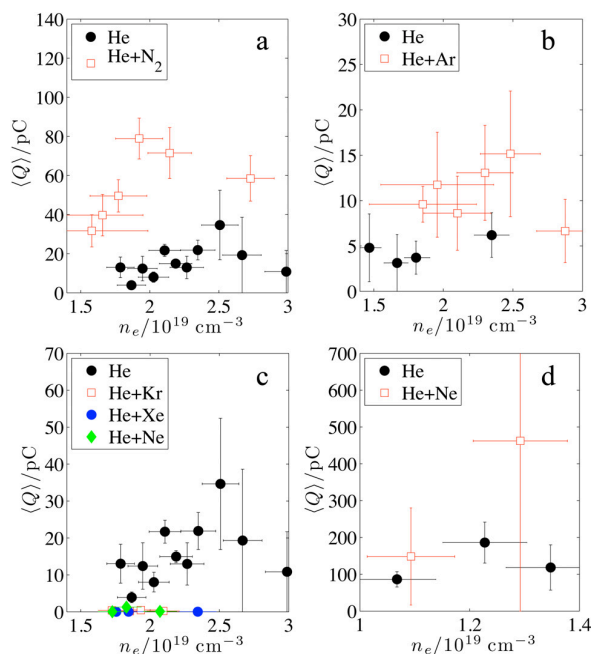 He
He+N₂
a
140
120
100
80
60
40
20
0
⟨Q⟩/pC
1.5
2
2.5
3
nₑ/10¹⁹ cm⁻³
He
He+Ar
b
30
25
20
15
10
5
0
⟨Q⟩/pC
1.5
2
2.5
3
nₑ/10¹⁹ cm⁻³
He
He+Kr
He+Xe
He+Ne
c
70
60
50
40
30
20
10
0
⟨Q⟩/pC
1.5
2
2.5
3
nₑ/10¹⁹ cm⁻³
He
He+Ne
d
700
600
500
400
300
200
100
0
⟨Q⟩/pC
1
1.2
1.4
nₑ/10¹⁹ cm⁻³